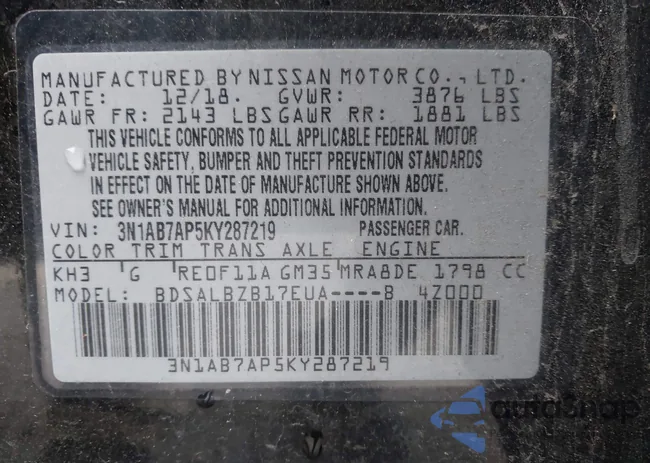 MANUFACTURED BY NISSAN MOTOR CO., LTD.
DATE: 12/18. GVWR: 3876 LBS
GAWR FR: 2143 LBS GAWR RR: 1881 LBS
THIS VEHICLE CONFORMS TO ALL APPLICABLE FEDERAL MOTOR
VEHICLE SAFETY, BUMPER AND THEFT PREVENTION STANDARDS
IN EFFECT ON THE DATE OF MANUFACTURE SHOWN ABOVE.
SEE OWNER'S MANUAL FOR ADDITIONAL INFORMATION.
VIN: 3N1AB7AP5KY287219 PASSENGER CAR.
COLOR TRIM TRANS AXLE ENGINE
KH3 G RE0F11A GM35 MRA8DE 1798 CC
MODEL: BDSALBZB17EUA----B 4Z000
3N1AB7AP5KY287219
autoSnap